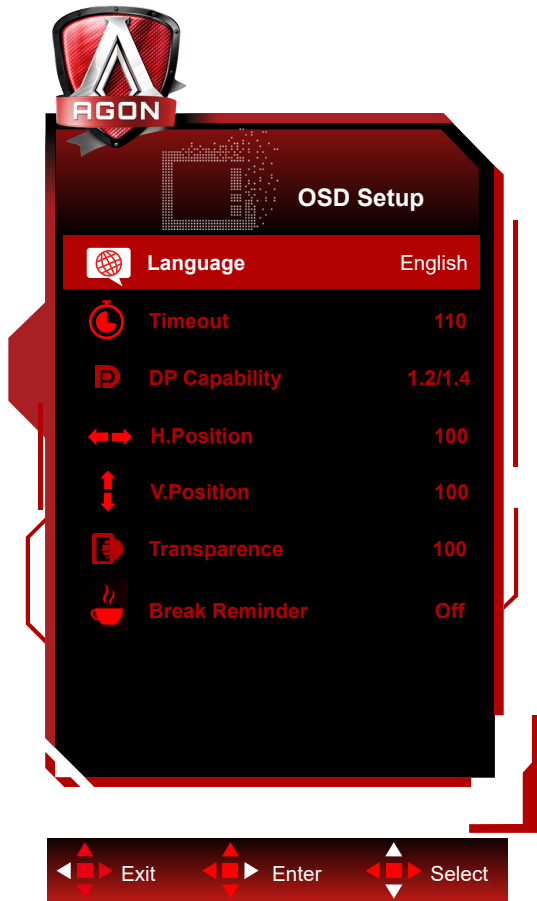 AGON
OSD Setup
Language English
Timeout 110
DP Capability 1.2/1.4
H.Position 100
V.Position 100
Transparence 100
Break Reminder Off
Exit Enter Select